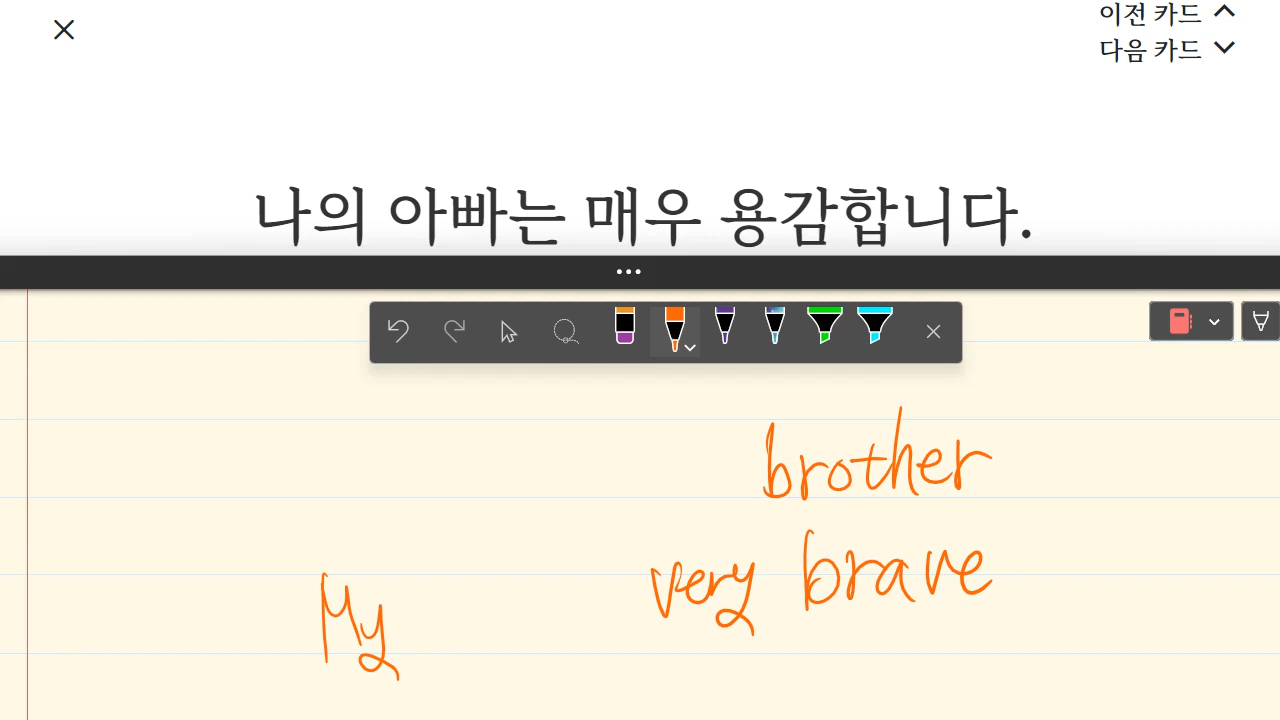 이전 카드
다음 카드
나의 아빠는 매우 용감합니다.
brother
very brave
My